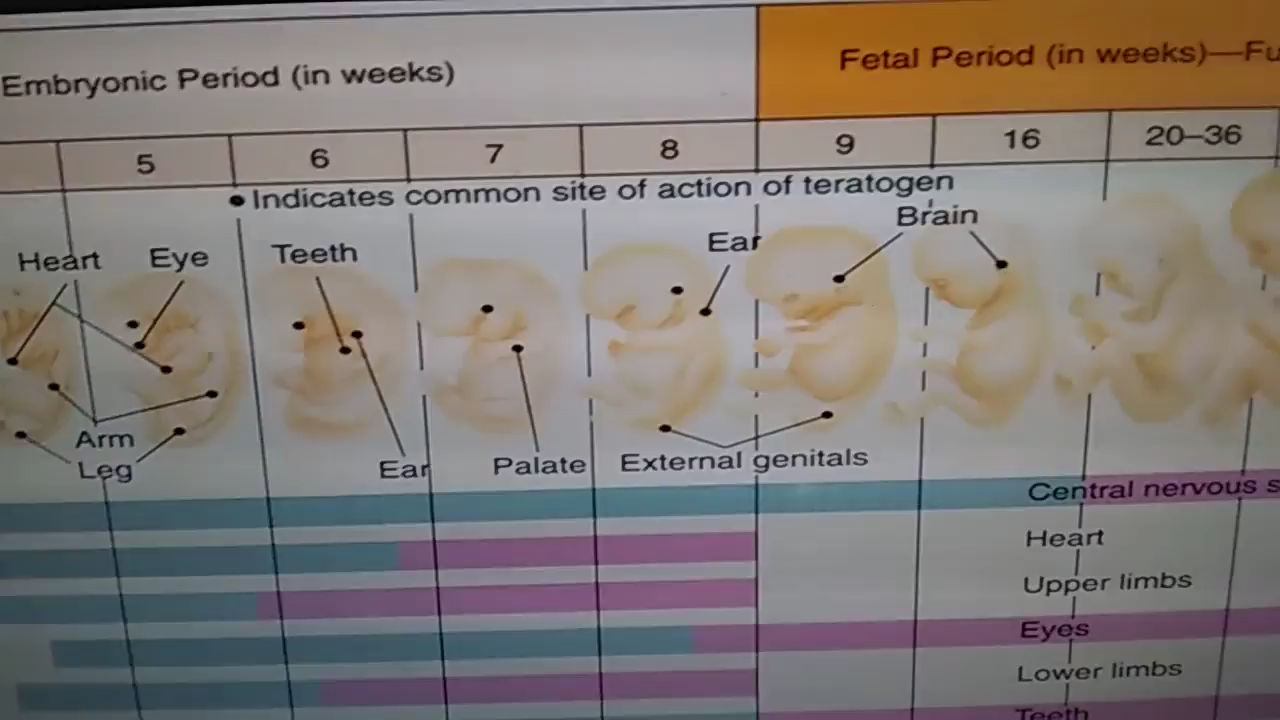 Embryonic Period (in weeks)
Fetal Period (in weeks)—Fu
5 6 7 8 9 16 20–36
• Indicates common site of action of teratogen
Heart Eye Teeth Ear Brain
Arm
Leg
Ear Palate External genitals
Central nervous s
Heart
Upper limbs
Eyes
Lower limbs
Teeth